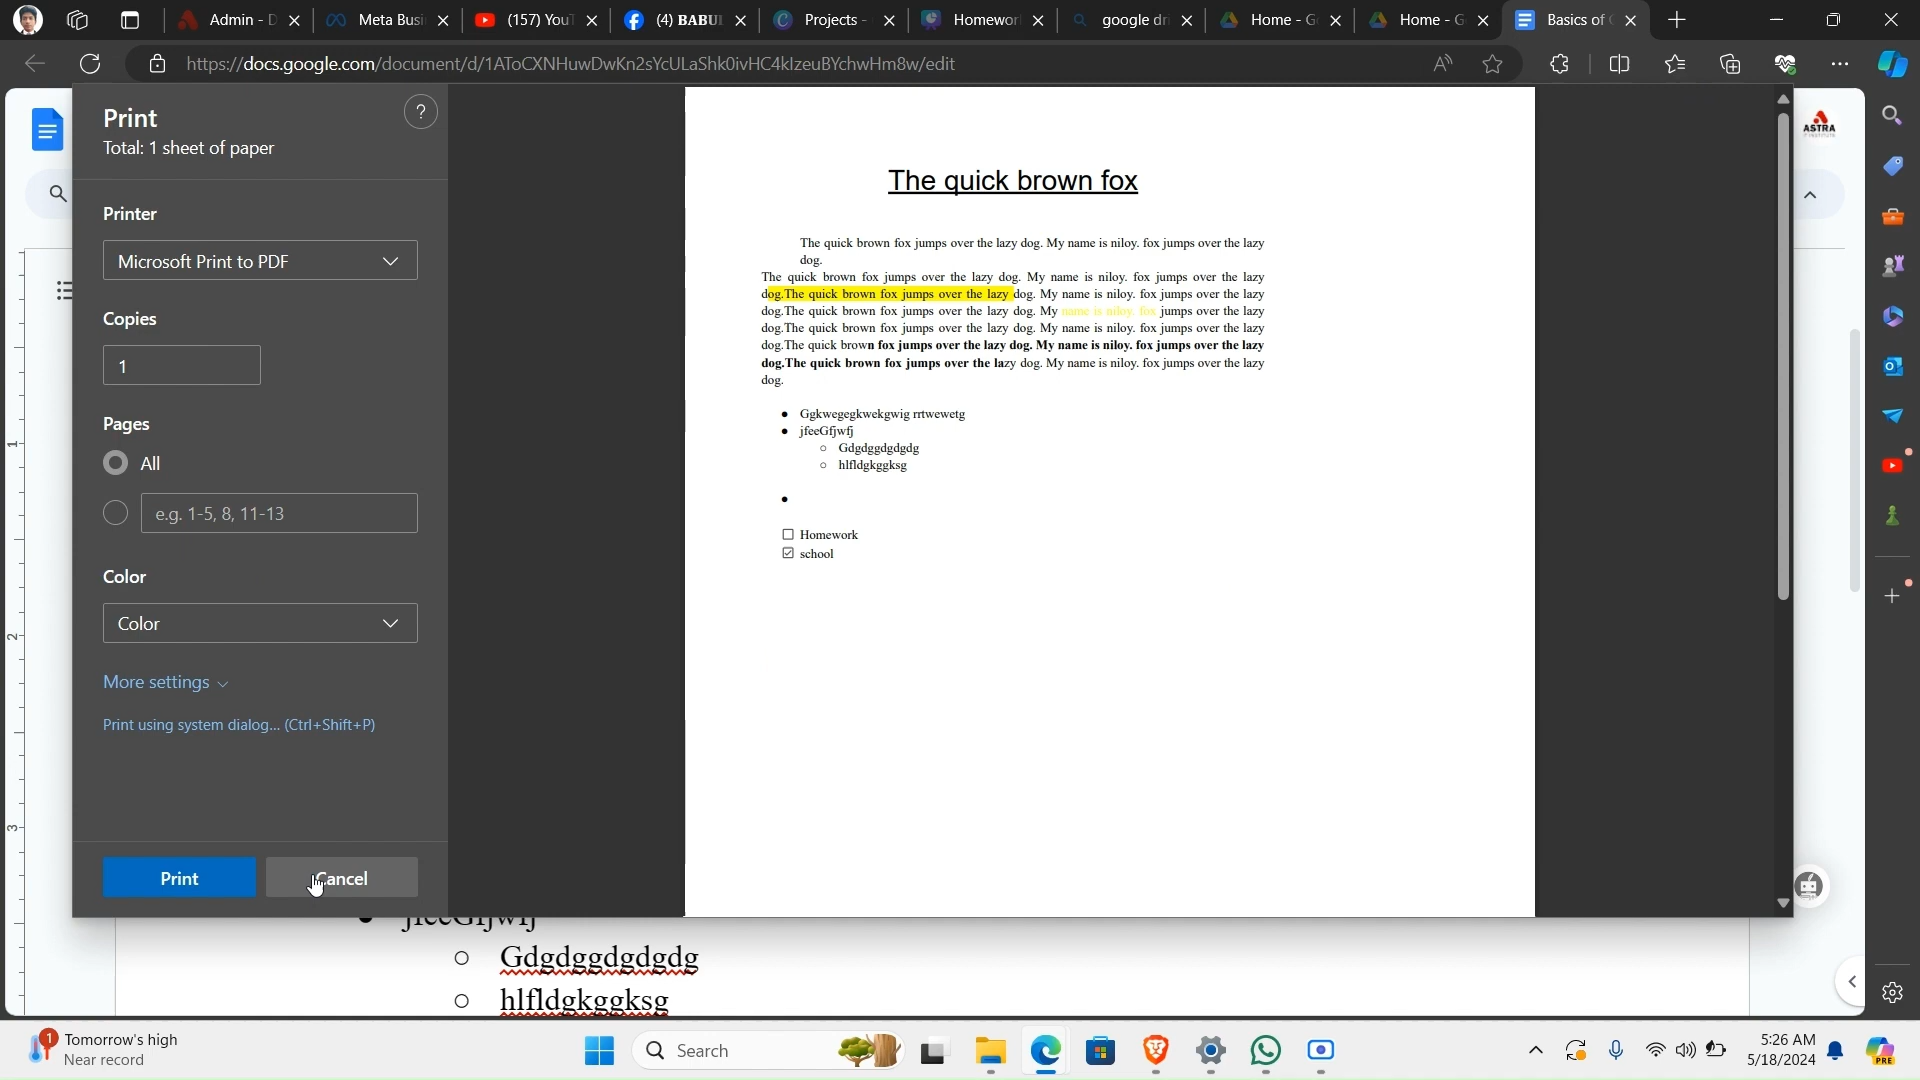 Admin - D
Meta Busi
(157) You
(4) BABUL
Projects -
Homewor
google dri
Home - G
Home - G
Basics of
https://docs.google.com/document/d/1AToCXNHuwDwKn2sYcULaShk0ivHC4kIzeuBYchwHm8w/edit
ASTRA
Print
?
Total: 1 sheet of paper
Printer
Microsoft Print to PDF
Copies
1
Pages
All
e.g. 1-5, 8, 11-13
Color
Color
More settings
Print using system dialog... (Ctrl+Shift+P)
Print
Cancel
The quick brown fox
The quick brown fox jumps over the lazy dog. My name is niloy. fox jumps over the lazy
dog.
The quick brown fox jumps over the lazy dog. My name is niloy. fox jumps over the lazy
dog.The quick brown fox jumps over the lazy dog. My name is niloy. fox jumps over the lazy
dog.The quick brown fox jumps over the lazy dog. My name is niloy. fox jumps over the lazy
dog.The quick brown fox jumps over the lazy dog. My name is niloy. fox jumps over the lazy
dog.The quick brown fox jumps over the lazy dog. My name is niloy. fox jumps over the lazy
dog.The quick brown fox jumps over the lazy dog. My name is niloy. fox jumps over the lazy
dog.
● Ggkwegegkwekgwig rrtwewetg
● jfeeGfjwfj
○ Gdgdggdgdgdg
○ hlfldgkggksg
●
☐ Homework
☑ school
1
2
3
● jfeeGfjwfj
○ Gdgdggdgdgdg
○ hlfldgkggksg
1
Tomorrow's high
Near record
Search
5:26 AM
5/18/2024
PRE